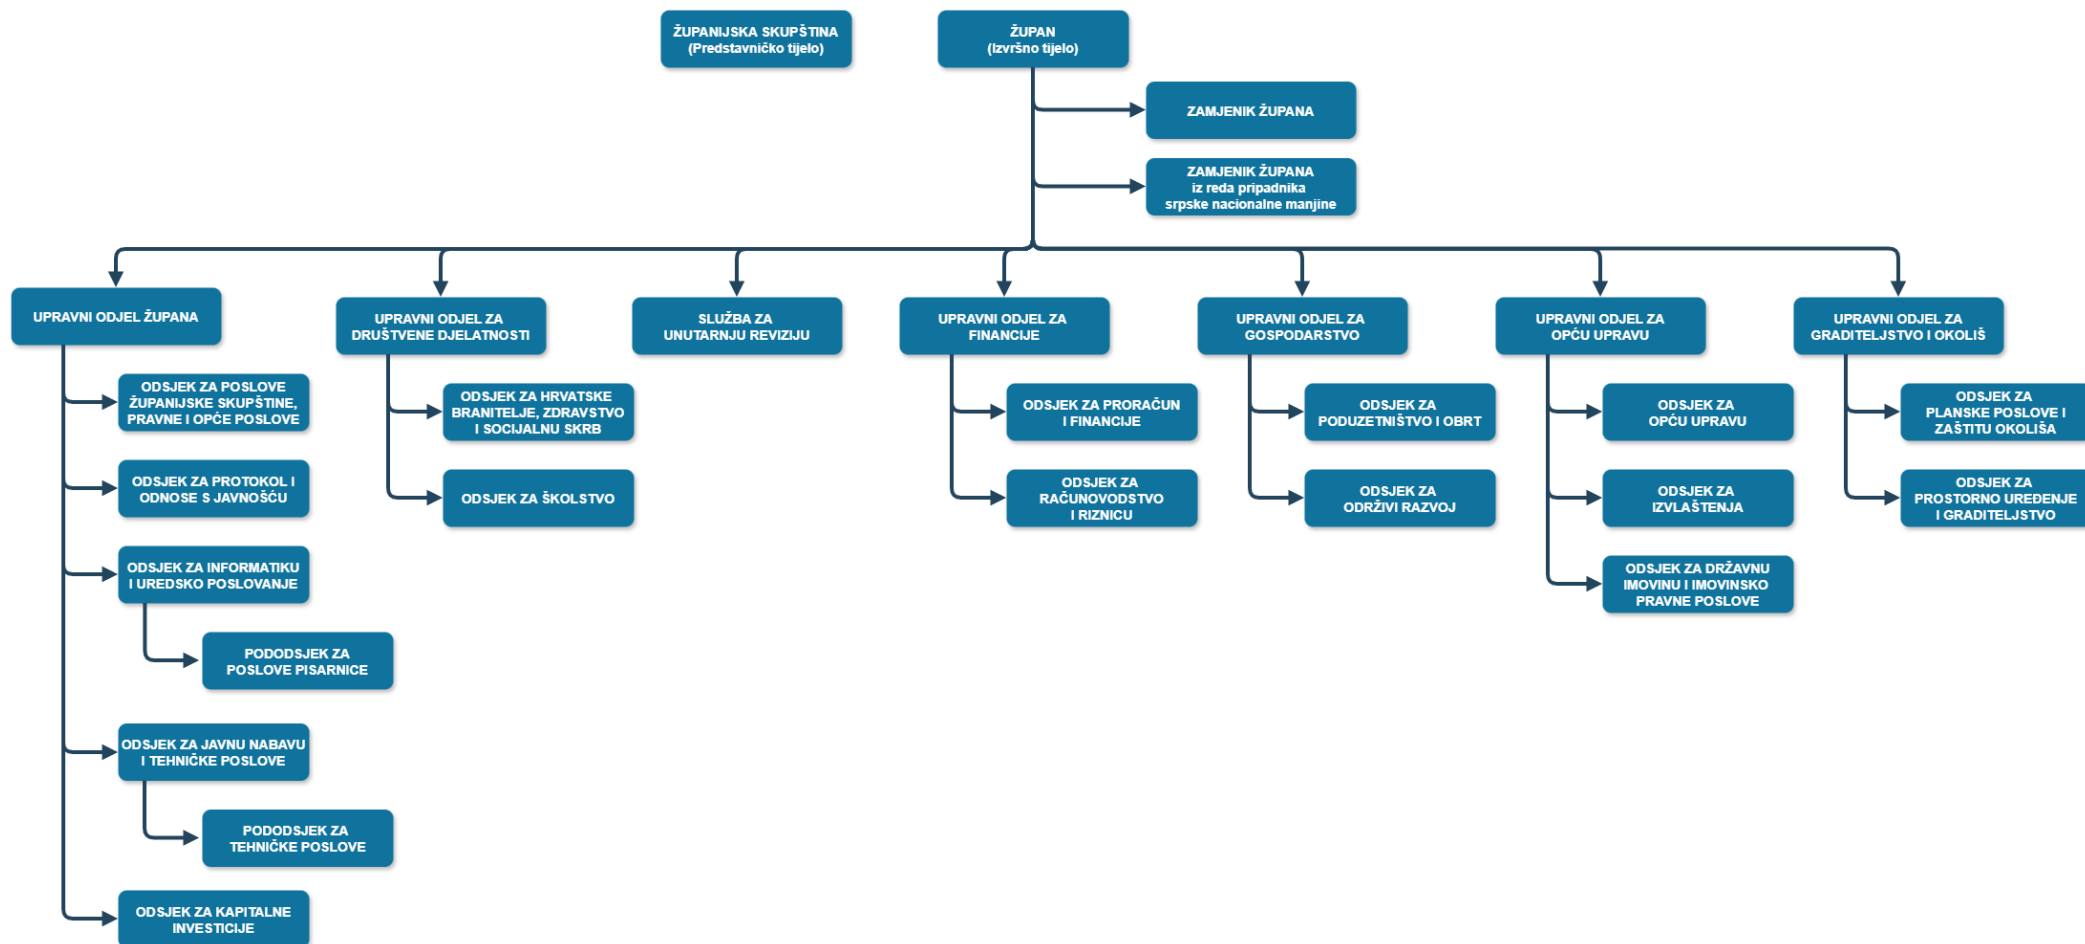 ŽUPANIJSKA SKUPŠTINA
(Predstavničko tijelo)
ŽUPAN
(Izvršno tijelo)
ZAMJENIK ŽUPANA
ZAMJENIK ŽUPANA
iz reda pripadnika
srpske nacionalne manjine
UPRAVNI ODJEL ŽUPANA
ODSJEK ZA POSLOVE
ŽUPANIJSKE SKUPŠTINE,
PRAVNE I OPĆE POSLOVE
ODSJEK ZA PROTOKOL I
ODNOSE S JAVNOŠĆU
ODSJEK ZA INFORMATIKU
I UREDSKO POSLOVANJE
PODODSJEK ZA
POSLOVE PISARNICE
ODSJEK ZA JAVNU NABAVU
I TEHNIČKE POSLOVE
PODODSJEK ZA
TEHNIČKE POSLOVE
ODSJEK ZA KAPITALNE
INVESTICIJE
UPRAVNI ODJEL ZA
DRUŠTVENE DJELATNOSTI
ODSJEK ZA HRVATSKE
BRANITELJE, ZDRAVSTVO
I SOCIJALNU SKRB
ODSJEK ZA ŠKOLSTVO
SLUŽBA ZA
UNUTARNJU REVIZIJU
UPRAVNI ODJEL ZA
FINANCIJE
ODSJEK ZA PRORAČUN
I FINANCIJE
ODSJEK ZA
RAČUNOVODSTVO
I RIZNICU
UPRAVNI ODJEL ZA
GOSPODARSTVO
ODSJEK ZA
PODUZETNIŠTVO I OBRT
ODSJEK ZA
ODRŽIVI RAZVOJ
UPRAVNI ODJEL ZA
OPĆU UPRAVU
ODSJEK ZA
OPĆU UPRAVU
ODSJEK ZA
IZVLAŠTENJA
ODSJEK ZA DRŽAVNU
IMOVINU I IMOVINSKO
PRAVNE POSLOVE
UPRAVNI ODJEL ZA
GRADITELJSTVO I OKOLIŠ
ODSJEK ZA
PLANSKE POSLOVE I
ZAŠTITU OKOLIŠA
ODSJEK ZA
PROSTORNO UREĐENJE
I GRADITELJSTVO